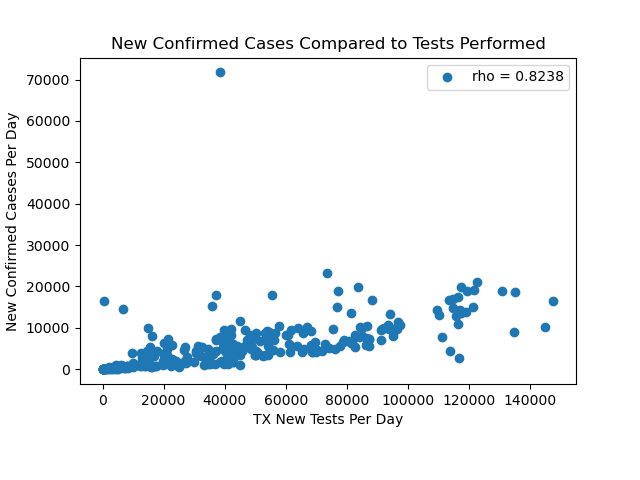 New Confirmed Cases Compared to Tests Performed
rho = 0.8238
New Confirmed Caeses Per Day
70000
60000
50000
40000
30000
20000
10000
0
0 20000 40000 60000 80000 100000 120000 140000
TX New Tests Per Day